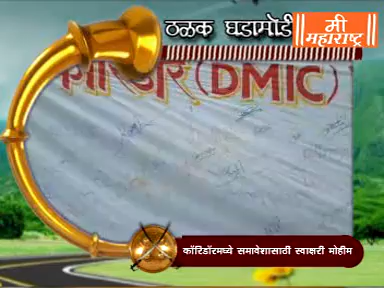 ठळक घडामोडी
मी
महाराष्ट्र
(DMIC)
कॉरिडॉरमध्ये समावेशासाठी स्वाक्षरी मोहीम